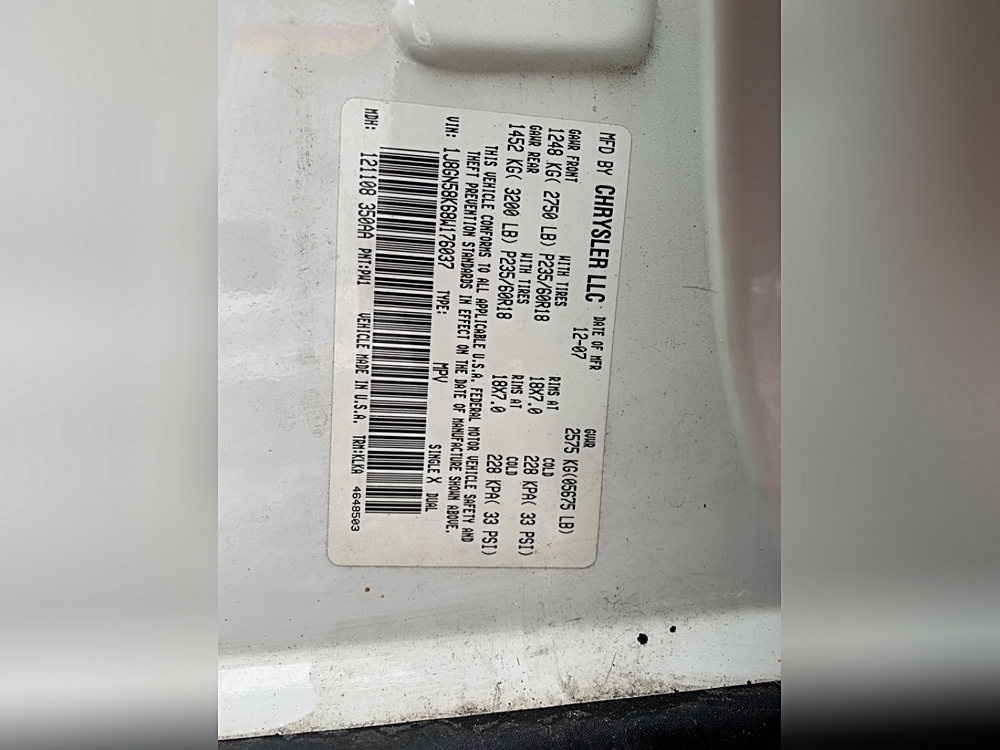 MFD BY CHRYSLER LLC DATE OF MFR GVWR
12-07 2575 KG(05675 LB)
GAWR FRONT WITH TIRES RIMS AT COLD
1248 KG( 2750 LB) P235/60R18 18X7.0 228 KPA( 33 PSI)
GAWR REAR WITH TIRES RIMS AT COLD
1452 KG( 3200 LB) P235/60R18 18X7.0 228 KPA( 33 PSI)
THIS VEHICLE CONFORMS TO ALL APPLICABLE U.S.A. FEDERAL MOTOR VEHICLE SAFETY AND
THEFT PREVENTION STANDARDS IN EFFECT ON THE DATE OF MANUFACTURE SHOWN ABOVE.
VIN: 1J8GN58K68W176037 TYPE: MPV SINGLE X DUAL
MDH: 121108 350AA PNT:PW1 VEHICLE MADE IN U.S.A. TRM:KLKA 4648503